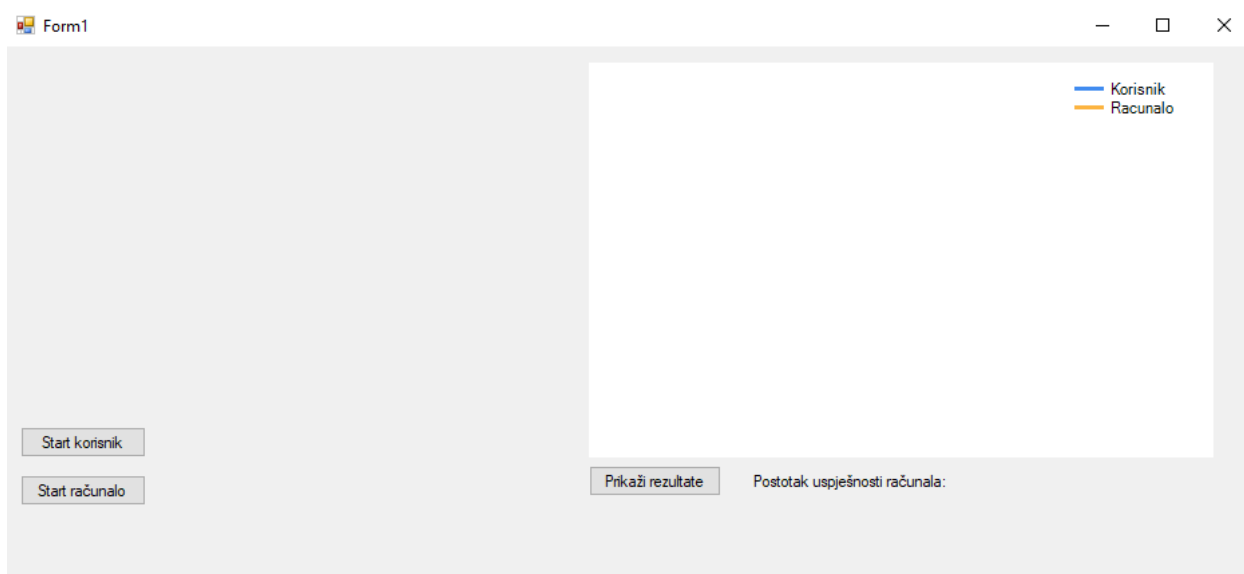 Form1
Korisnik
Racunalo
Start korisnik
Start računalo
Prikaži rezultate
Postotak uspješnosti računala: